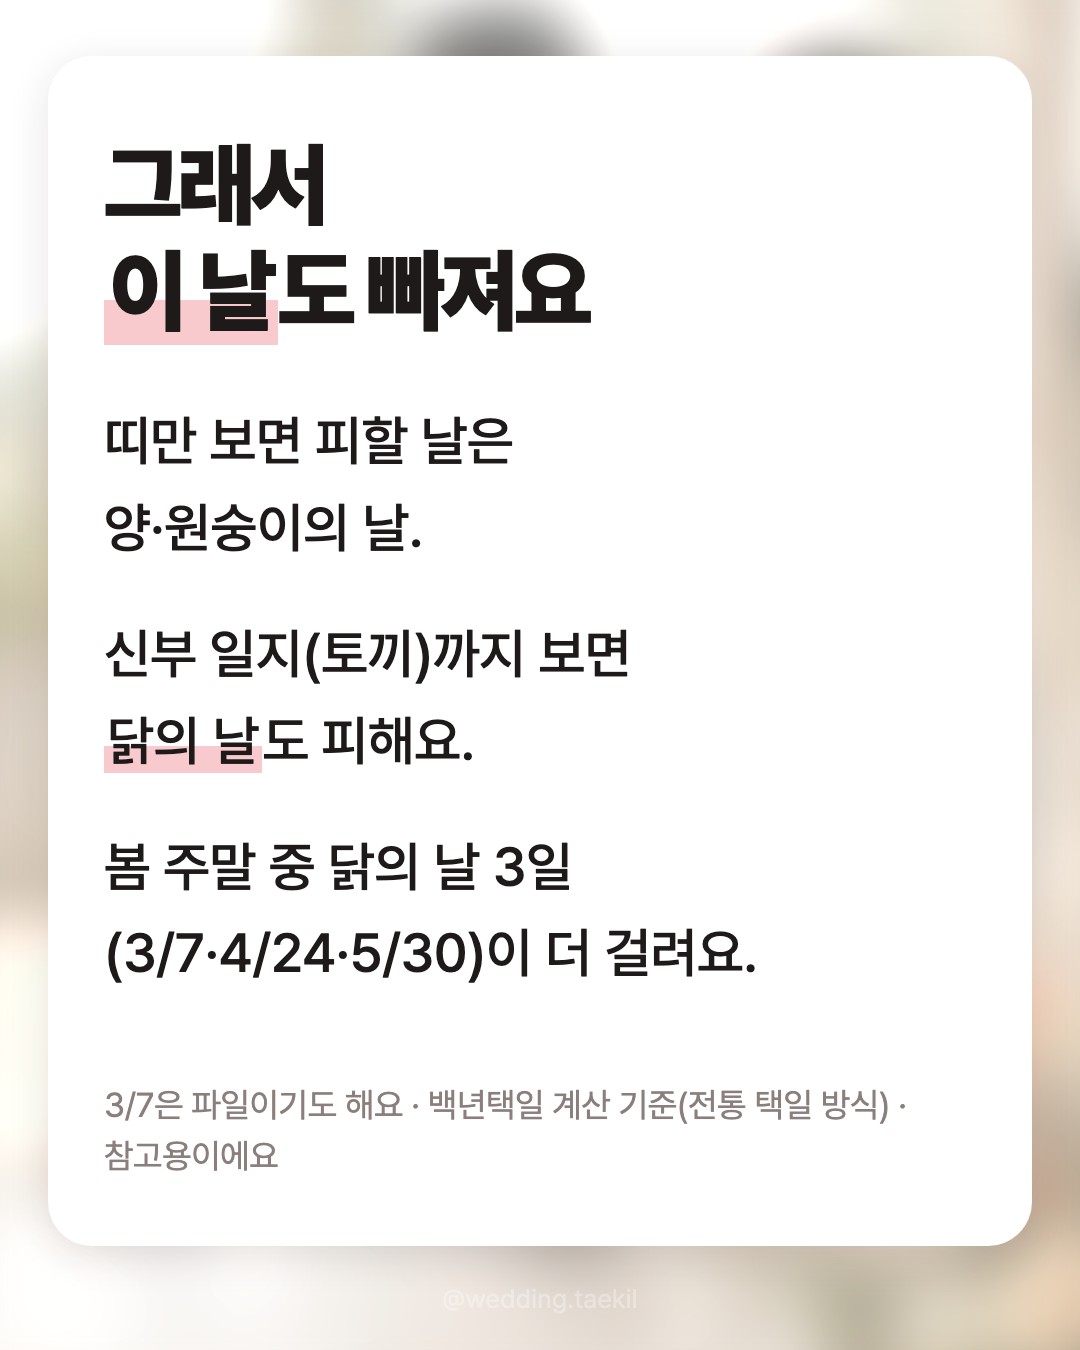 그래서
이 날도 빠져요
띠만 보면 피할 날은
양·원숭이의 날.
신부 일지(토끼)까지 보면
닭의 날도 피해요.
봄 주말 중 닭의 날 3일
(3/7·4/24·5/30)이 더 걸려요.
3/7은 파일이기도 해요 · 백년택일 계산 기준(전통 택일 방식) ·
참고용이에요
@wedding.taekil